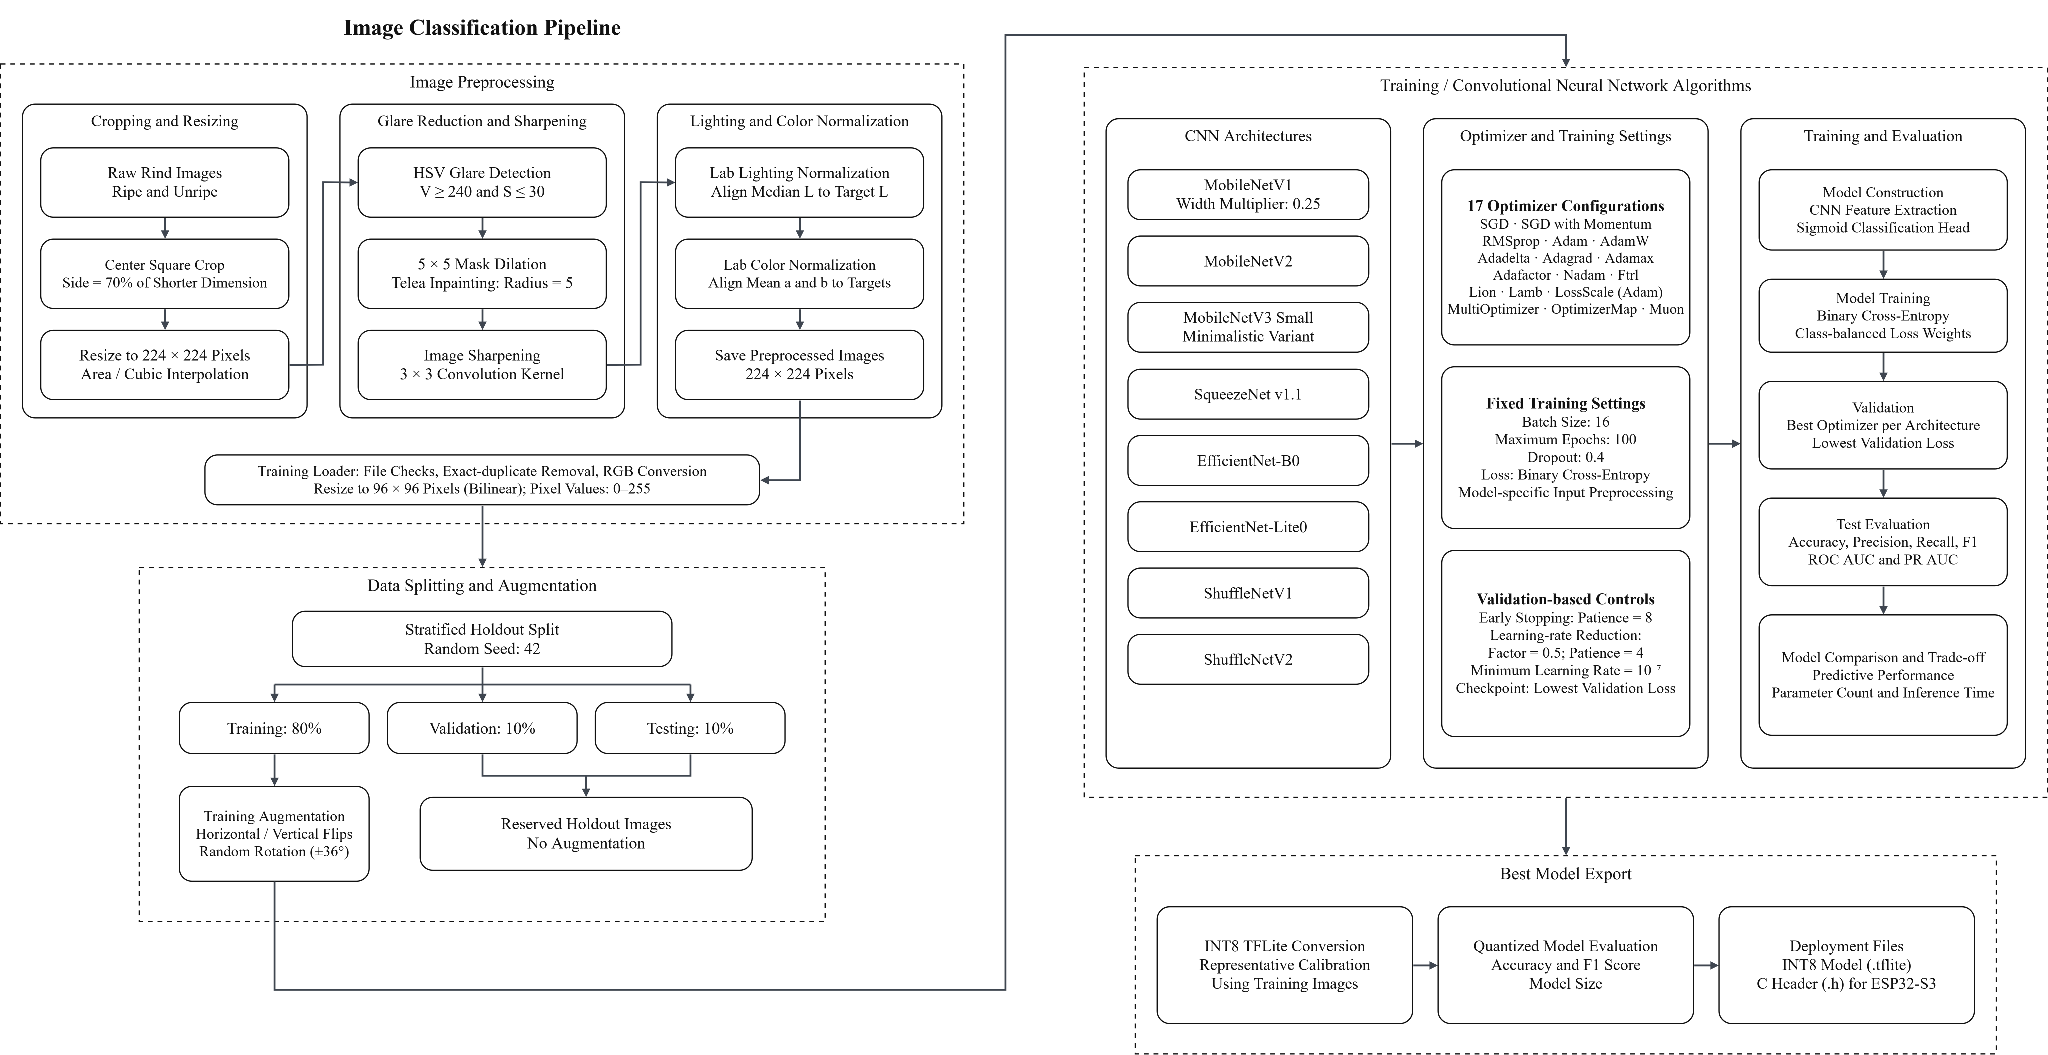 Image Classification Pipeline
Image Preprocessing
Cropping and Resizing
Raw Rind Images
Ripe and Unripe
Center Square Crop
Side = 70% of Shorter Dimension
Resize to 224 × 224 Pixels
Area / Cubic Interpolation
Glare Reduction and Sharpening
HSV Glare Detection
V ≥ 240 and S ≤ 30
5 × 5 Mask Dilation
Telea Inpainting: Radius = 5
Image Sharpening
3 × 3 Convolution Kernel
Lighting and Color Normalization
Lab Lighting Normalization
Align Median L to Target L
Lab Color Normalization
Align Mean a and b to Targets
Save Preprocessed Images
224 × 224 Pixels
Training Loader: File Checks, Exact-duplicate Removal, RGB Conversion
Resize to 96 × 96 Pixels (Bilinear); Pixel Values: 0–255
Data Splitting and Augmentation
Stratified Holdout Split
Random Seed: 42
Training: 80%
Validation: 10%
Testing: 10%
Training Augmentation
Horizontal / Vertical Flips
Random Rotation (±36°)
Reserved Holdout Images
No Augmentation
Training / Convolutional Neural Network Algorithms
CNN Architectures
MobileNetV1
Width Multiplier: 0.25
MobileNetV2
MobileNetV3 Small
Minimalistic Variant
SqueezeNet v1.1
EfficientNet-B0
EfficientNet-Lite0
ShuffleNetV1
ShuffleNetV2
Optimizer and Training Settings
17 Optimizer Configurations
SGD · SGD with Momentum
RMSprop · Adam · AdamW
Adadelta · Adagrad · Adamax
Adafactor · Nadam · Ftrl
Lion · Lamb · LossScale (Adam)
MultiOptimizer · OptimizerMap · Muon
Fixed Training Settings
Batch Size: 16
Maximum Epochs: 100
Dropout: 0.4
Loss: Binary Cross-Entropy
Model-specific Input Preprocessing
Validation-based Controls
Early Stopping: Patience = 8
Learning-rate Reduction:
Factor = 0.5; Patience = 4
Minimum Learning Rate = 10⁻⁷
Checkpoint: Lowest Validation Loss
Training and Evaluation
Model Construction
CNN Feature Extraction
Sigmoid Classification Head
Model Training
Binary Cross-Entropy
Class-balanced Loss Weights
Validation
Best Optimizer per Architecture
Lowest Validation Loss
Test Evaluation
Accuracy, Precision, Recall, F1
ROC AUC and PR AUC
Model Comparison and Trade-off
Predictive Performance
Parameter Count and Inference Time
Best Model Export
INT8 TFLite Conversion
Representative Calibration
Using Training Images
Quantized Model Evaluation
Accuracy and F1 Score
Model Size
Deployment Files
INT8 Model (.tflite)
C Header (.h) for ESP32-S3